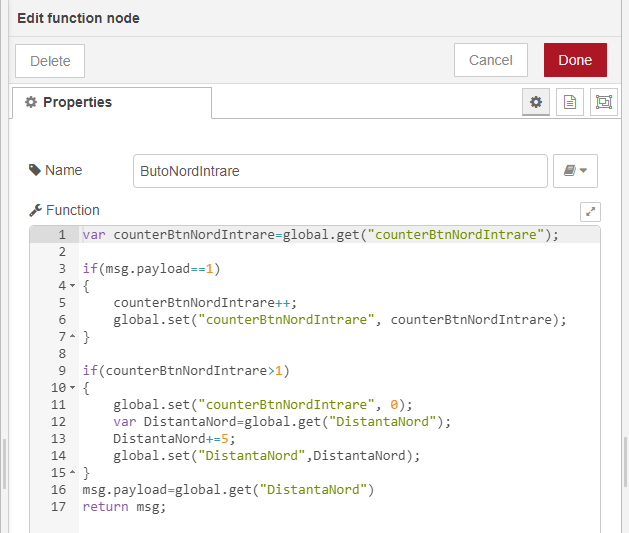 Edit function node
Delete
Cancel
Done
Properties
Name
ButoNordIntrare
Function
1 var counterBtnNordIntrare=global.get("counterBtnNordIntrare");
2
3 if(msg.payload==1)
4 {
5 counterBtnNordIntrare++;
6 global.set("counterBtnNordIntrare", counterBtnNordIntrare);
7 }
8
9 if(counterBtnNordIntrare>1)
10 {
11 global.set("counterBtnNordIntrare", 0);
12 var DistantaNord=global.get("DistantaNord");
13 DistantaNord+=5;
14 global.set("DistantaNord",DistantaNord);
15 }
16 msg.payload=global.get("DistantaNord")
17 return msg;